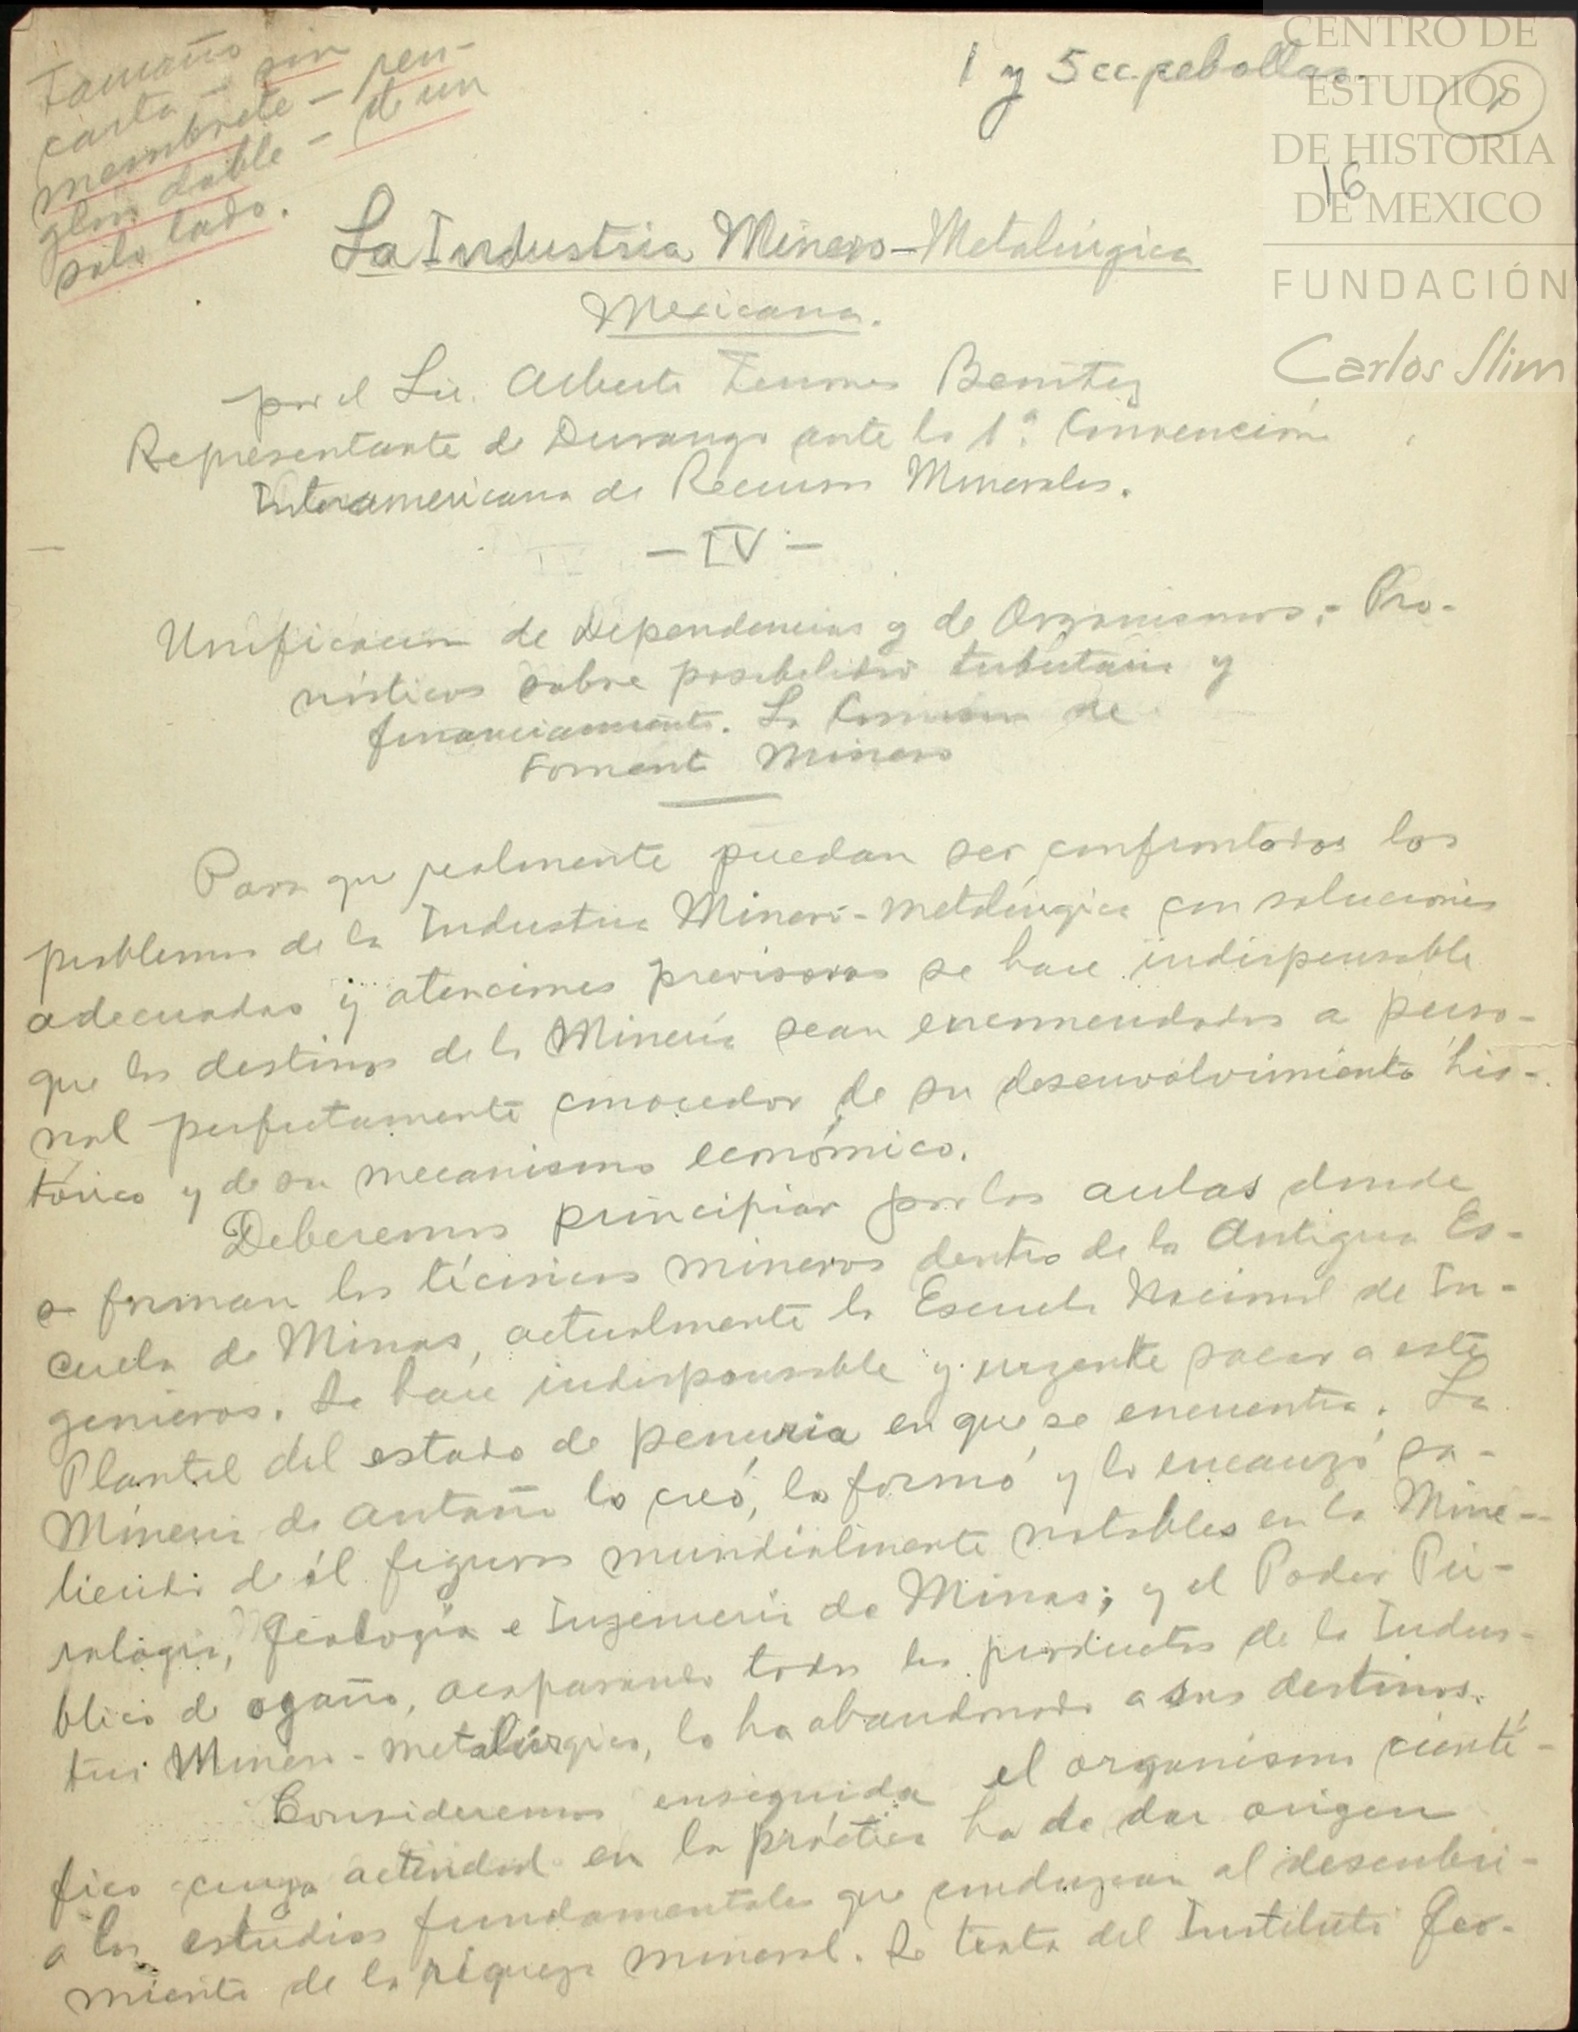 Tamaño
carta - sin
membrete - ren-
glón doble - de un
solo lado.
1 y 5 cc.
1
16
CENTRO DE
ESTUDIOS
DE HISTORIA
DE MEXICO
FUNDACIÓN
Carlos Slim
La Industria Minero-Metalúrgica
Mexicana.
por el Lic. Alberto Terrones Benítez
Representante de Durango ante la 1ª Convención
Interamericana de Recursos Minerales.
- IV -
Unificación de Dependencias y de Organismos.- Pro-
nósticos sobre posibilidad tributaria y
financiamiento. La Comisión de
Fomento Minero
Para que realmente puedan ser confrontados los
problemas de la Industria Minero-metalúrgica con soluciones
adecuadas y atenciones previsoras se hace indispensable
que los destinos de la Minería sean encomendados a perso-
nal perfectamente conocedor de su desenvolvimiento his-
tórico y de su mecanismo económico.
Deberemos principiar por las aulas donde
se forman los técnicos mineros dentro de la Antigua Es-
cuela de Minas, actualmente la Escuela Nacional de In-
genieros. Se hace indispensable y urgente sacar a este
Plantel del estado de penuria en que se encuentra. La
Minería de antaño lo creó, lo formó y lo encauzó sa-
liendo de él figuras mundialmente notables en la Mine-
ralogía, Geología e Ingeniería de Minas; y el Poder Pú-
blico de ogaño, acaparando todos los productos de la Indus-
tria Minero-metalúrgica, lo ha abandonado a sus destinos.
Consideremos enseguida el organismo cientí-
fico cuya actividad en la práctica ha de dar origen
a los estudios fundamentales que conduzcan al descubri-
miento de la riqueza mineral. Se trata del Instituto Geo-